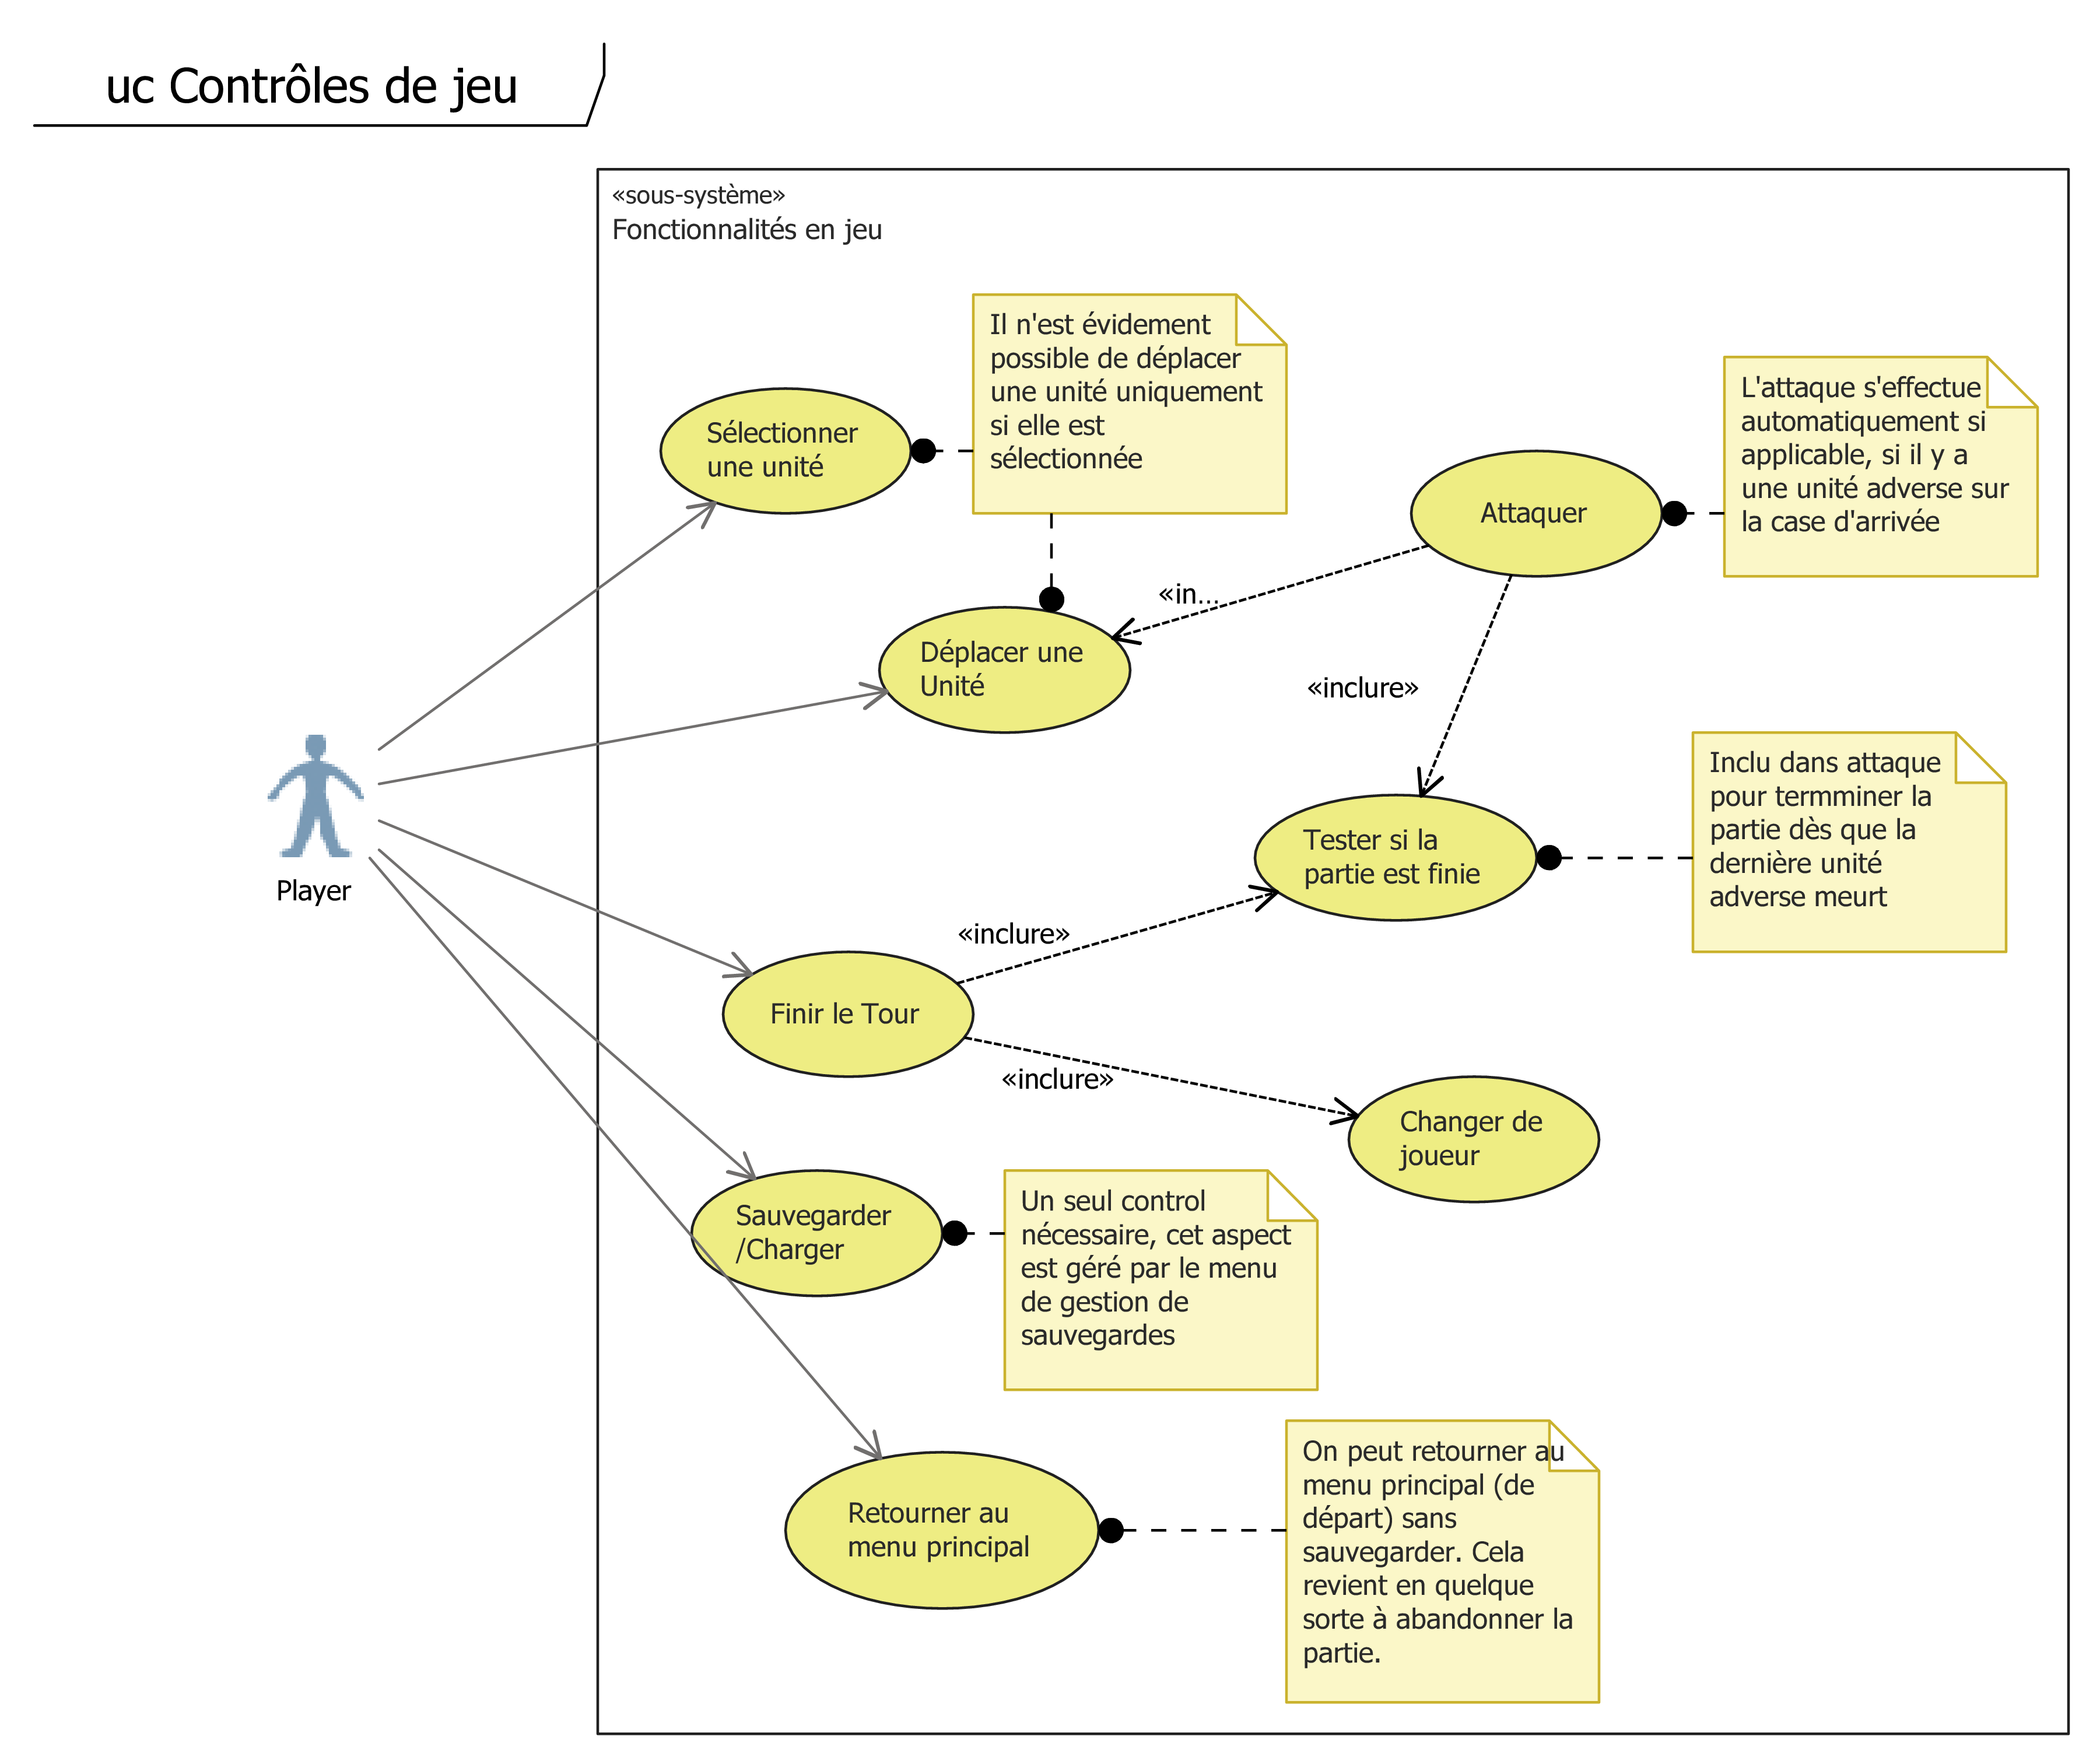 uc Contrôles de jeu
«sous-système»
Fonctionnalités en jeu
Il n'est évidement
possible de déplacer
une unité uniquement
si elle est
sélectionnée
L'attaque s'effectue
automatiquement si
applicable, si il y a
une unité adverse sur
la case d'arrivée
Sélectionner
une unité
Attaquer
«in...
Déplacer une
Unité
«inclure»
Inclu dans attaque
pour termminer la
partie dès que la
dernière unité
adverse meurt
Tester si la
partie est finie
Player
«inclure»
Finir le Tour
«inclure»
Changer de
joueur
Sauvegarder
/Charger
Un seul control
nécessaire, cet aspect
est géré par le menu
de gestion de
sauvegardes
Retourner au
menu principal
On peut retourner au
menu principal (de
départ) sans
sauvegarder. Cela
revient en quelque
sorte à abandonner la
partie.